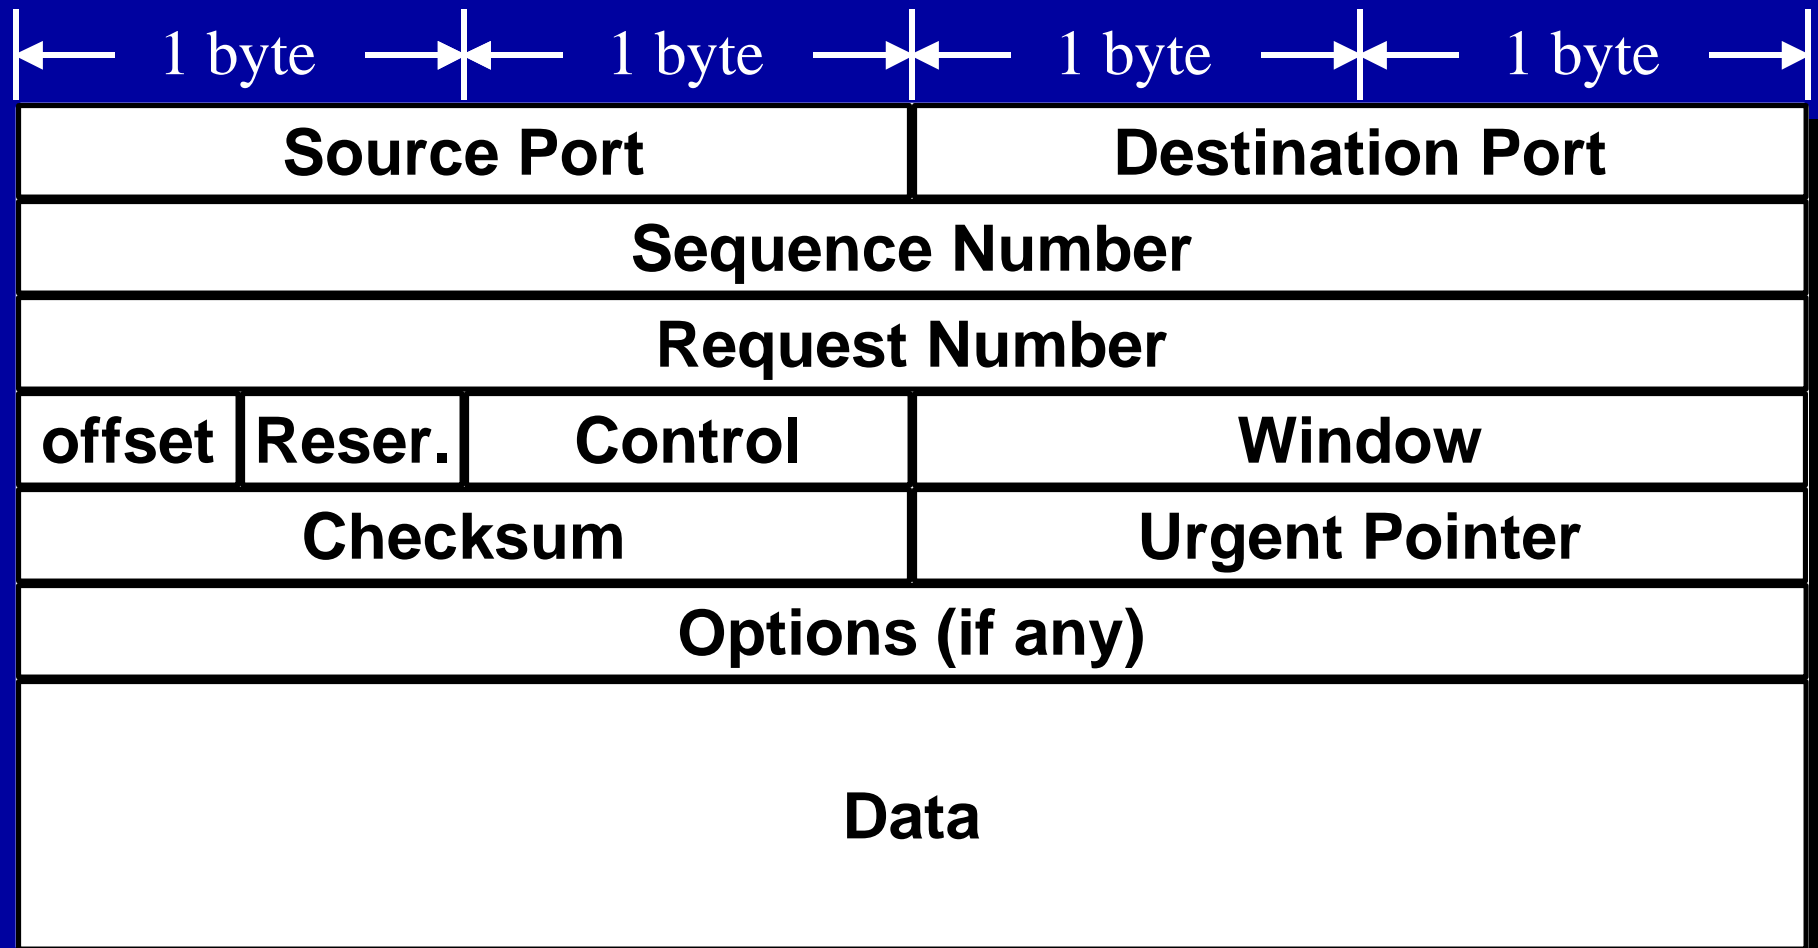 1 byte 1 byte 1 byte 1 byte
Source Port Destination Port
Sequence Number
Request Number
offset Reser. Control Window
Checksum Urgent Pointer
Options (if any)
Data